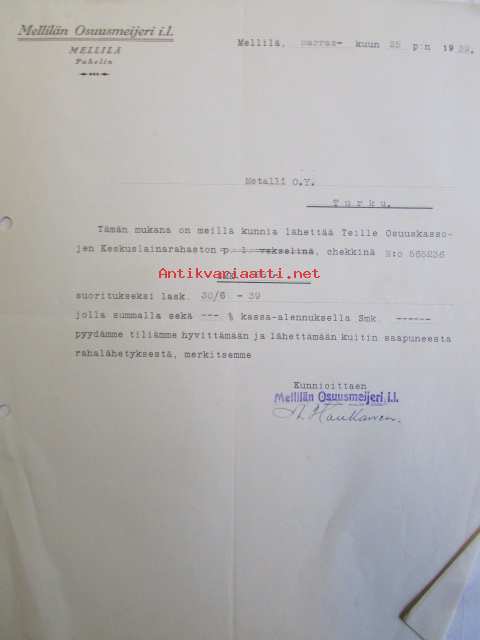 Mellilän Osuusmeijeri i.l.
MELLILÄ
Puhelin
Mellilä, marras- kuun 25 p:n 1939.
Metalli O.Y.
Turku.
Tämän mukana on meillä kunnia lähettää Teille Osuuskasso-
jen Keskuslainarahaston p. l. vekselinä, chekkinä N:o 565236
Antikvariaatti.net
suoritukseksi lask. 30/6 - 39
jolla summalla sekä --- % kassa-alennuksella Smk. ------
pyydämme tiliämme hyvittämään ja lähettämään kuitin saapuneesta
rahalähetyksestä, merkitsemme
Kunnioittaen
Mellilän Osuusmeijeri i.l.